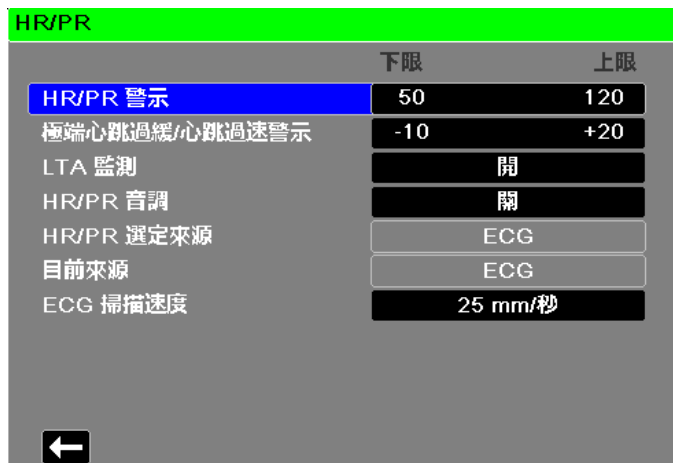 HR/PR
下限 上限
HR/PR 警示 50 120
極端心跳過緩/心跳過速警示 -10 +20
LTA 監測 開
HR/PR 音調 關
HR/PR 選定來源 ECG
目前來源 ECG
ECG 掃描速度 25 mm/秒